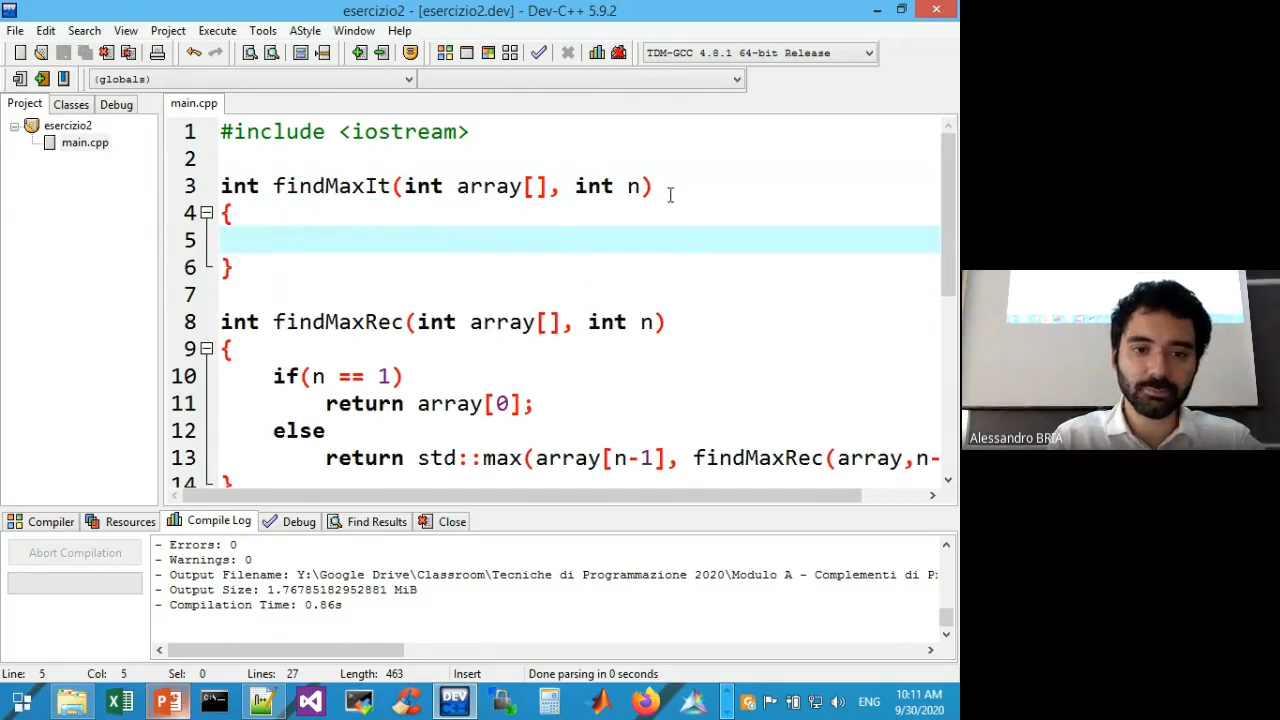 esercizio2 - [esercizio2.dev] - Dev-C++ 5.9.2
File Edit Search View Project Execute Tools AStyle Window Help
TDM-GCC 4.8.1 64-bit Release
(globals)
Project Classes Debug
main.cpp
esercizio2
main.cpp
1 #include <iostream>
2
3 int findMaxIt(int array[], int n)
4 {
5
6 }
7
8 int findMaxRec(int array[], int n)
9 {
10 if(n == 1)
11 return array[0];
12 else
13 return std::max(array[n-1], findMaxRec(array,n-
14 }
Alessandro BRIA
Compiler Resources Compile Log Debug Find Results Close
Abort Compilation
- Errors: 0
- Warnings: 0
- Output Filename: Y:\Google Drive\Classroom\Tecniche di Programmazione 2020\Modulo A - Complementi di P
- Output Size: 1.76785182952881 MiB
- Compilation Time: 0.86s
Line: 5 Col: 5 Sel: 0 Lines: 27 Length: 463 Insert Done parsing in 0 seconds
DEV
ENG
10:11 AM
9/30/2020